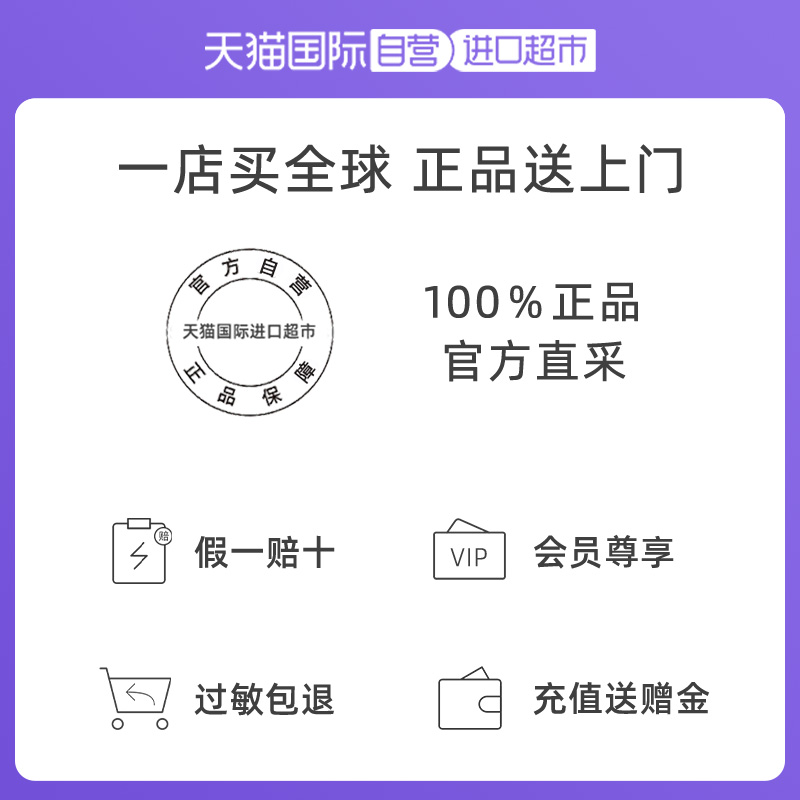 天猫国际自营 进口超市
一店买全球 正品送上门
官方自营
天猫国际进口超市
正品保障
100%正品
官方直采
赔
假一赔十
VIP
会员尊享
过敏包退
充值送赠金